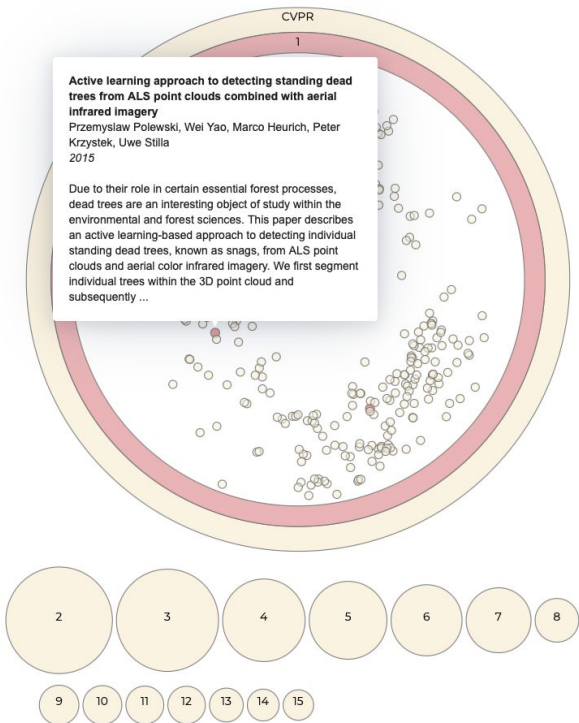 CVPR
1
Active learning approach to detecting standing dead
trees from ALS point clouds combined with aerial
infrared imagery
Przemyslaw Polewski, Wei Yao, Marco Heurich, Peter
Krzystek, Uwe Stilla
2015
Due to their role in certain essential forest processes,
dead trees are an interesting object of study within the
environmental and forest sciences. This paper describes
an active learning-based approach to detecting individual
standing dead trees, known as snags, from ALS point
clouds and aerial color infrared imagery. We first segment
individual trees within the 3D point cloud and
subsequently ...
2 3 4 5 6 7 8
9 10 11 12 13 14 15